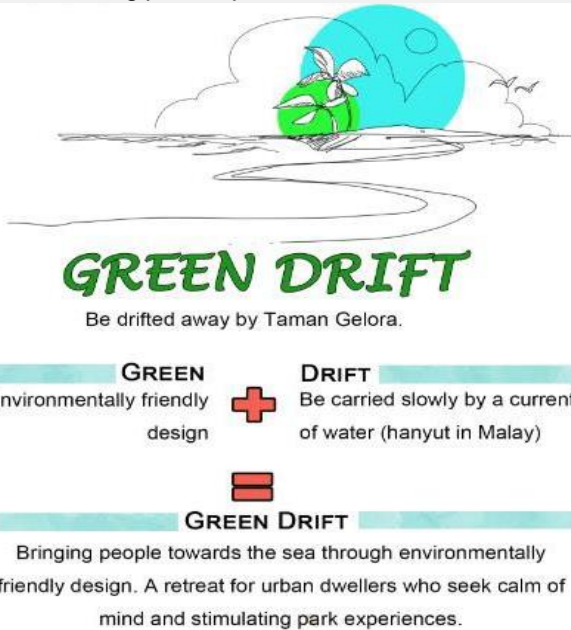 GREEN DRIFT
Be drifted away by Taman Gelora.
GREEN
nvironmentally friendly
design
DRIFT
Be carried slowly by a current
of water (hanyut in Malay)
GREEN DRIFT
Bringing people towards the sea through environmentally
friendly design. A retreat for urban dwellers who seek calm of
mind and stimulating park experiences.